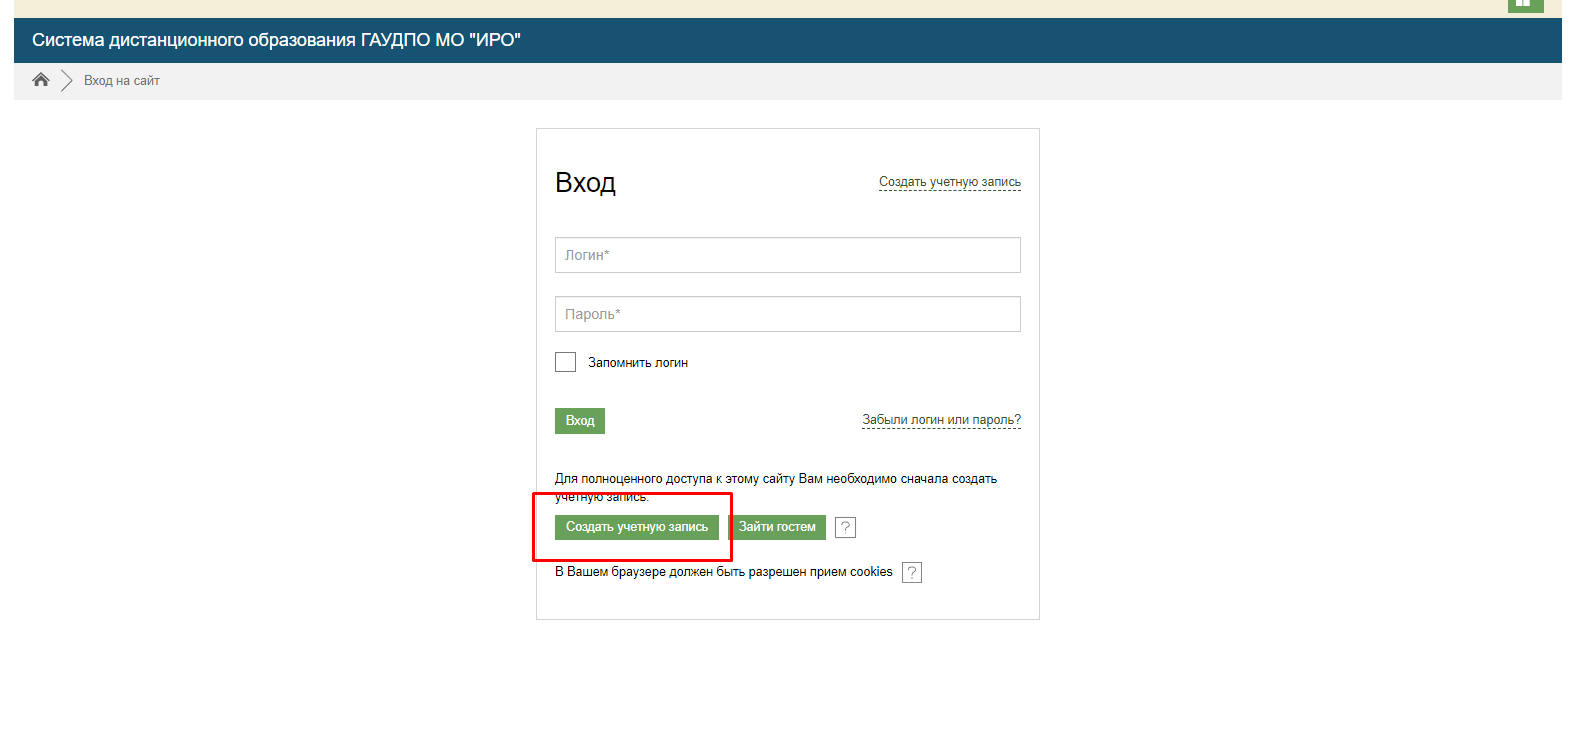 Система дистанционного образования ГАУДПО МО "ИРО"
Вход на сайт
Вход
Создать учетную запись
Логин*
Пароль*
Запомнить логин
Вход
Забыли логин или пароль?
Для полноценного доступа к этому сайту Вам необходимо сначала создать
учетную запись.
Создать учетную запись
Зайти гостем
?
В Вашем браузере должен быть разрешен прием cookies
?